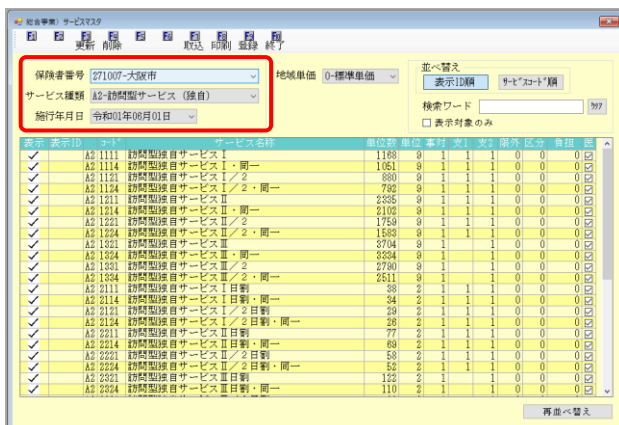 総合事業）サービスマスタ
更新 削除 取込 印刷 登録 終了
保険者番号 271007-大阪市 地域単価 0-標準単価
サービス種類 A2-訪問型サービス（独自）
施行年月日 令和01年06月01日
並べ替え
表示ID順 サービスコード順
検索ワード クリア
表示対象のみ
表示 表示ID コード サービス名称 単位数 単位 事対 支1 支2 限外 区分 負担
✓ A2 1111 訪問型独自サービスⅠ 1168 9 1 1 1 0 0 0
✓ A2 1114 訪問型独自サービスⅠ・同一 1051 9 1 1 1 0 0 0
✓ A2 1121 訪問型独自サービスⅠ／２ 880 9 1 1 1 0 0 0
✓ A2 1124 訪問型独自サービスⅠ／２・同一 792 9 1 1 1 0 0 0
✓ A2 1211 訪問型独自サービスⅡ 2335 9 1 1 1 0 0 0
✓ A2 1214 訪問型独自サービスⅡ・同一 2102 9 1 1 1 0 0 0
✓ A2 1221 訪問型独自サービスⅡ／２ 1759 9 1 1 1 0 0 0
✓ A2 1224 訪問型独自サービスⅡ／２・同一 1583 9 1 1 1 0 0 0
✓ A2 1321 訪問型独自サービスⅢ 3704 9 1 1 0 0 0
✓ A2 1324 訪問型独自サービスⅢ・同一 3334 9 1 1 0 0 0
✓ A2 1331 訪問型独自サービスⅢ／２ 2790 9 1 1 0 0 0
✓ A2 1334 訪問型独自サービスⅢ／２・同一 2511 9 1 1 0 0 0
✓ A2 2111 訪問型独自サービスⅠ日割 38 2 1 1 1 0 0 0
✓ A2 2114 訪問型独自サービスⅠ日割・同一 34 2 1 1 1 0 0 0
✓ A2 2121 訪問型独自サービスⅠ／２日割 29 2 1 1 1 0 0 0
✓ A2 2124 訪問型独自サービスⅠ／２日割・同一 26 2 1 1 1 0 0 0
✓ A2 2211 訪問型独自サービスⅡ日割 77 2 1 1 1 0 0 0
✓ A2 2214 訪問型独自サービスⅡ日割・同一 69 2 1 1 1 0 0 0
✓ A2 2221 訪問型独自サービスⅡ／２日割 58 2 1 1 1 0 0 0
✓ A2 2224 訪問型独自サービスⅡ／２日割・同一 52 2 1 1 1 0 0 0
✓ A2 2321 訪問型独自サービスⅢ日割 122 2 1 1 0 0 0
✓ A2 2324 訪問型独自サービスⅢ日割・同一 110 2 1 1 0 0 0
再並べ替え